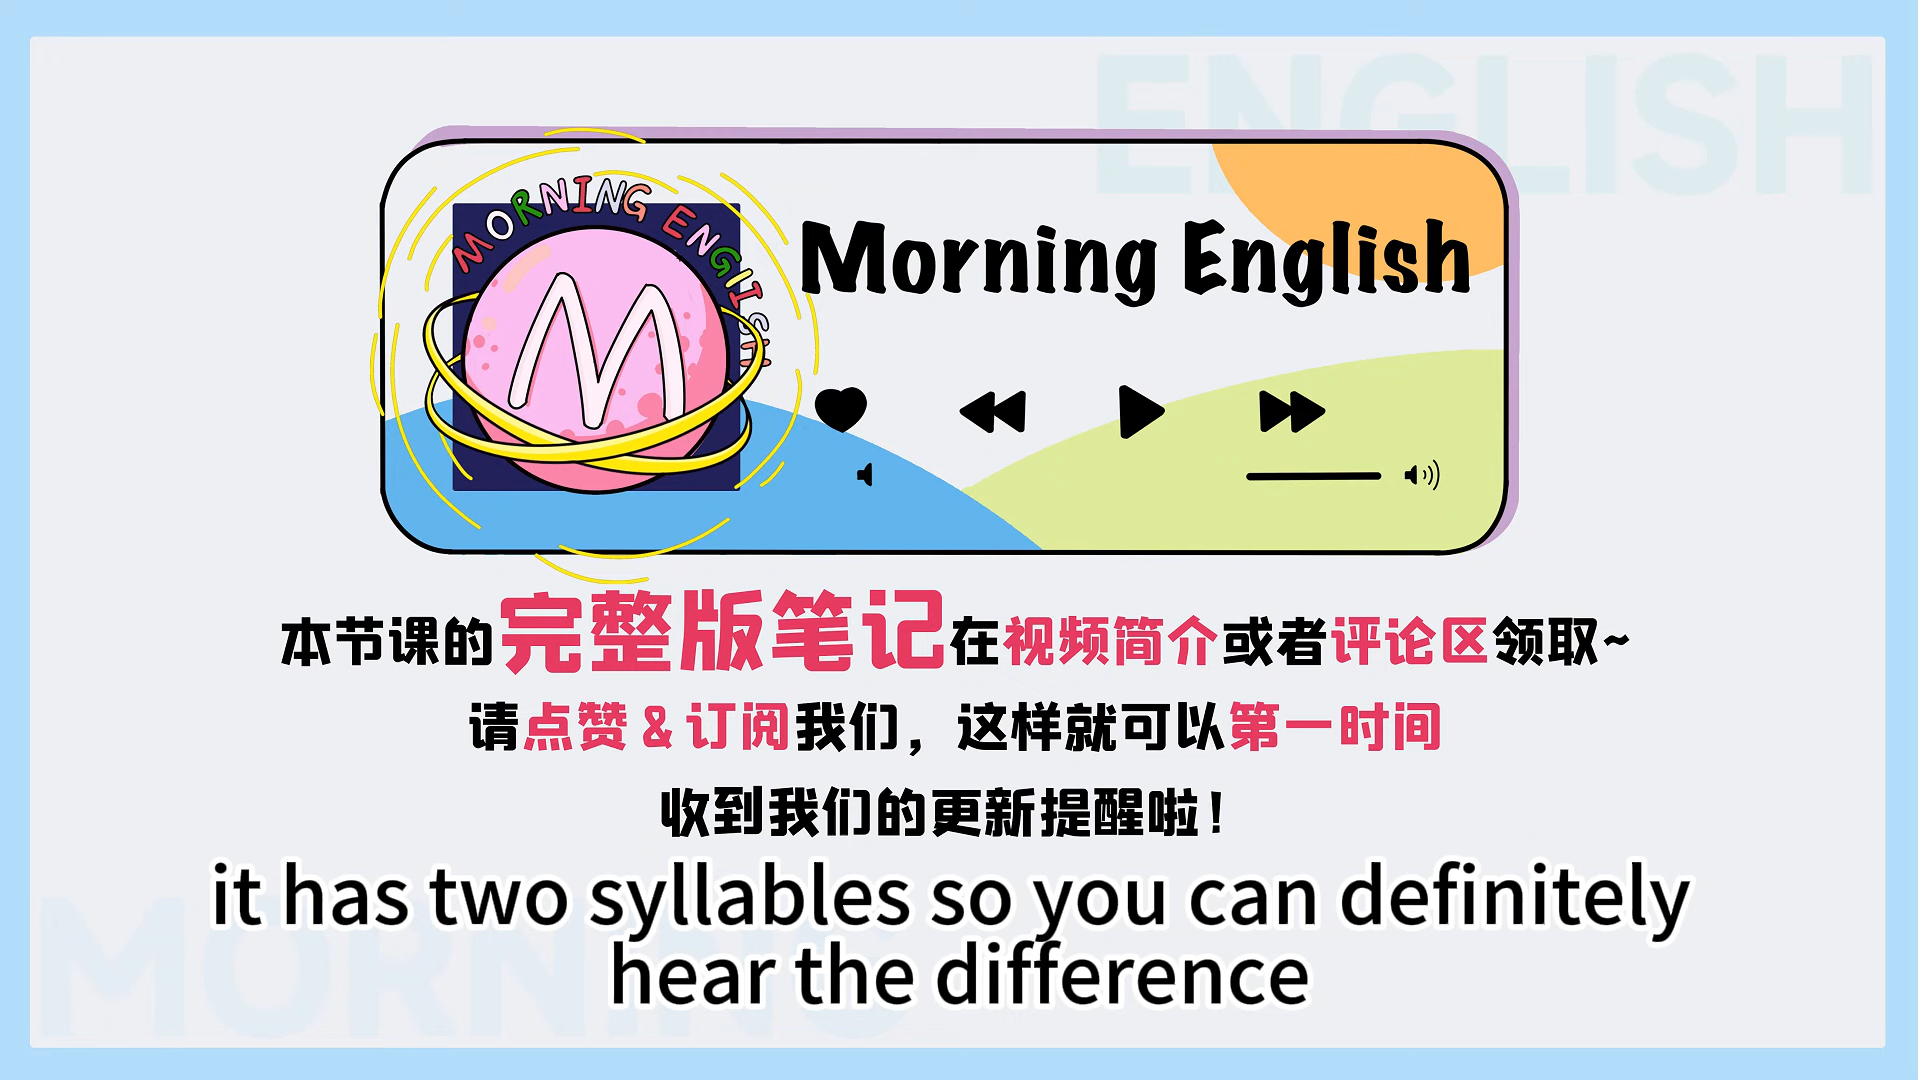 ENGLISH
MORNING ENGLISH
M
Morning English
本节课的完整版笔记在视频简介或者评论区领取~
请点赞&订阅我们，这样就可以第一时间
收到我们的更新提醒啦！
MORNING
it has two syllables so you can definitely
hear the difference